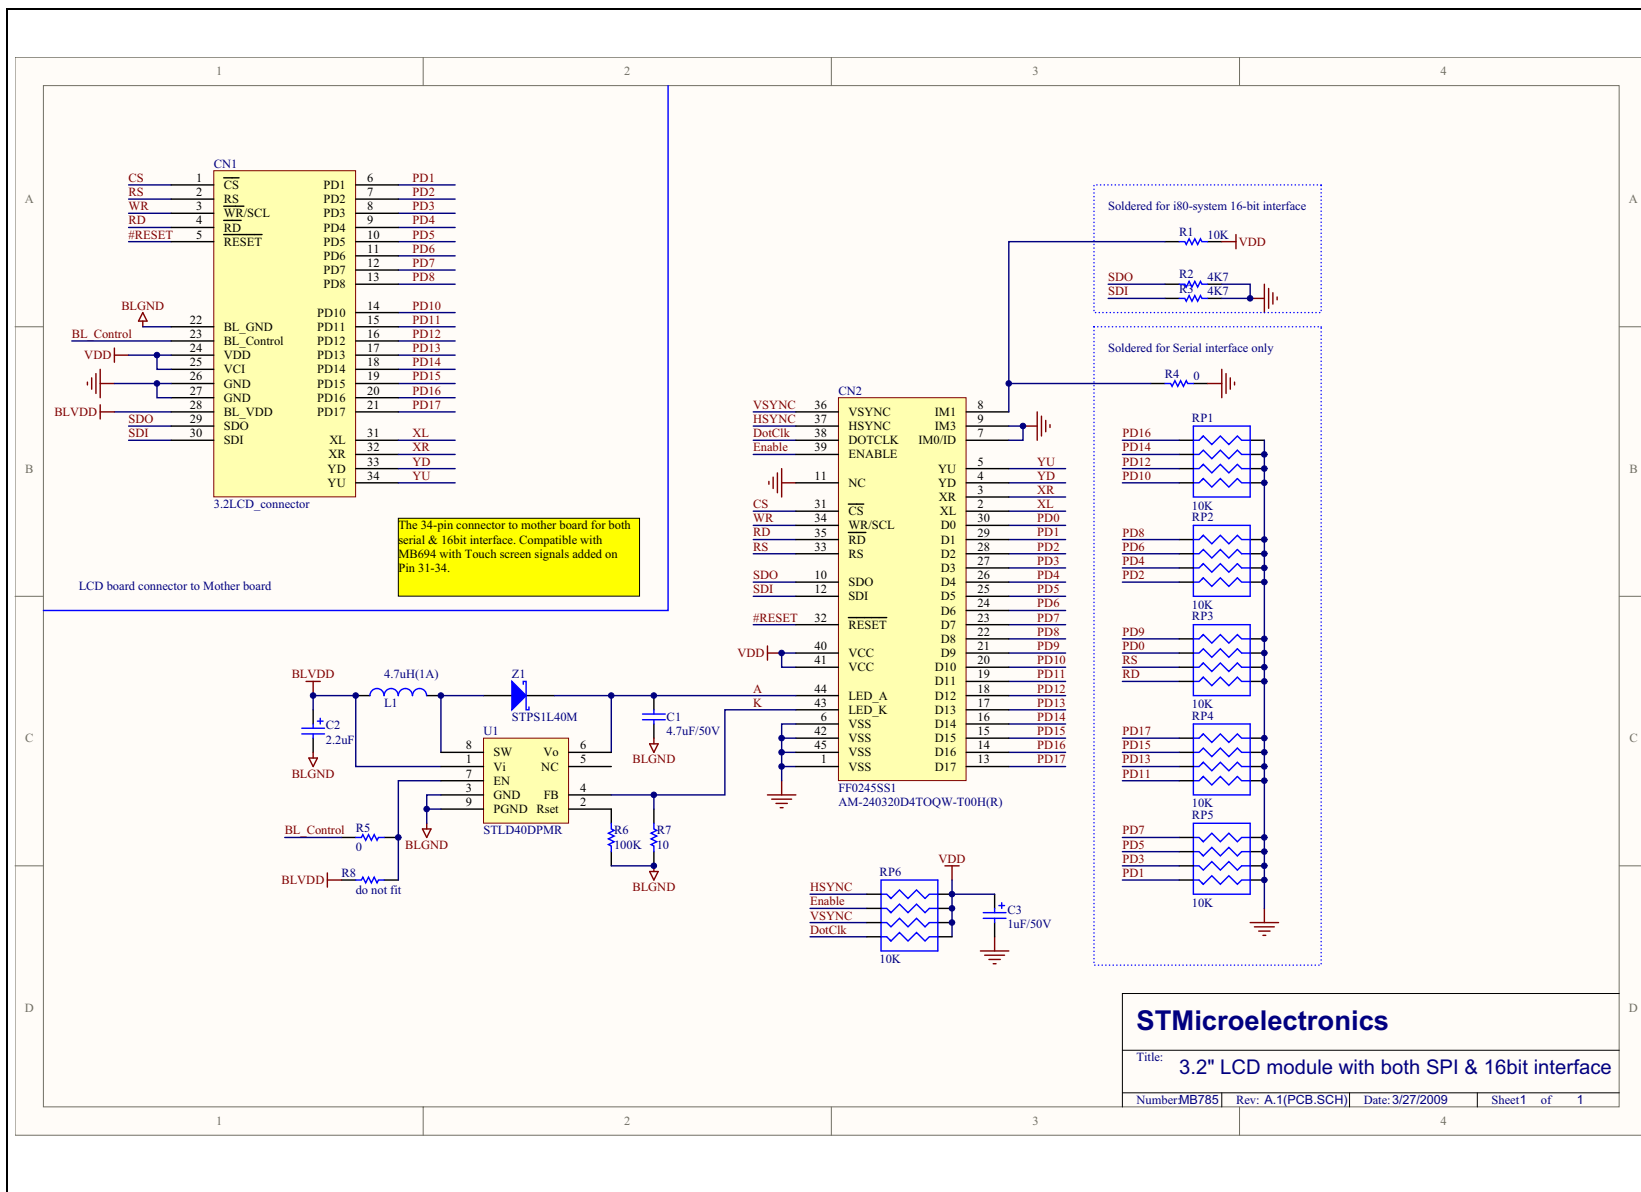 1 2 3 4
A
B
C
D
A
B
C
D
CN1
CS 1 CS PD1 6 PD1
RS 2 RS PD2 7 PD2
WR 3 WR/SCL PD3 8 PD3
RD 4 RD PD4 9 PD4
#RESET 5 RESET PD5 10 PD5
PD6 11 PD6
PD7 12 PD7
PD8 13 PD8
PD10 14 PD10
BLGND 22 BL_GND PD11 15 PD11
BL_Control 23 BL_Control PD12 16 PD12
VDD 24 VDD PD13 17 PD13
25 VCI PD14 18 PD14
26 GND PD15 19 PD15
27 GND PD16 20 PD16
BLVDD 28 BL_VDD PD17 21 PD17
SDO 29 SDO
SDI 30 SDI XL 31 XL
XR 32 XR
YD 33 YD
YU 34 YU
3.2LCD_connector
The 34-pin connector to mother board for both
serial & 16bit interface. Compatible with
MB694 with Touch screen signals added on
Pin 31-34.
LCD board connector to Mother board
Soldered for i80-system 16-bit interface
R1 10K VDD
SDO R2 4K7
SDI R3 4K7
Soldered for Serial interface only
R4 0
CN2
VSYNC 36 VSYNC IM1 8
HSYNC 37 HSYNC IM3 9
DotClk 38 DOTCLK IM0/ID 7
Enable 39 ENABLE
YU 5 YU
11 NC YD 4 YD
XR 3 XR
CS 31 CS XL 2 XL
WR 34 WR/SCL D0 30 PD0
RD 35 RD D1 29 PD1
RS 33 RS D2 28 PD2
D3 27 PD3
SDO 10 SDO D4 26 PD4
SDI 12 SDI D5 25 PD5
D6 24 PD6
#RESET 32 RESET D7 23 PD7
D8 22 PD8
VDD 40 VCC D9 21 PD9
41 VCC D10 20 PD10
D11 19 PD11
A 44 LED_A D12 18 PD12
K 43 LED_K D13 17 PD13
6 VSS D14 16 PD14
42 VSS D15 15 PD15
45 VSS D16 14 PD16
1 VSS D17 13 PD17
FF0245SS1
AM-240320D4TOQW-T00H(R)
RP1
PD16
PD14
PD12
PD10
10K
RP2
PD8
PD6
PD4
PD2
10K
RP3
PD9
PD0
RS
RD
10K
RP4
PD17
PD15
PD13
PD11
10K
RP5
PD7
PD5
PD3
PD1
10K
BLVDD
4.7uH(1A)
L1
Z1
STPS1L40M
C2
2.2uF
BLGND
C1
4.7uF/50V
BLGND
U1
8 SW Vo 6
1 Vi NC 5
7 EN
3 GND FB 4
9 PGND Rset 2
STLD40DPMR
BLGND
BL_Control R5
0
BLVDD R8
do not fit
R6
100K
R7
10
BLGND
VDD
RP6
HSYNC
Enable
VSYNC
DotClk
10K
C3
1uF/50V
STMicroelectronics
Title: 3.2" LCD module with both SPI & 16bit interface
Number:MB785 Rev: A.1(PCB.SCH) Date: 3/27/2009 Sheet1 of 1
1 2 3 4